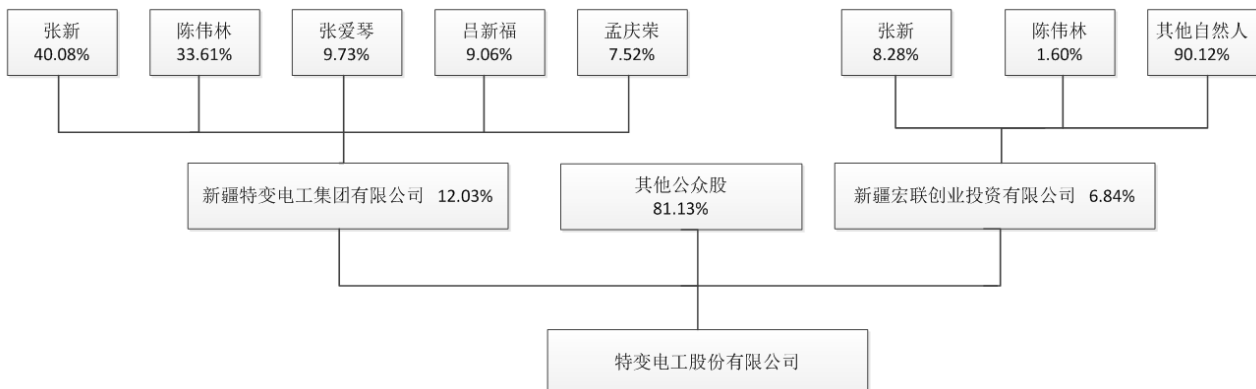 张新
40.08%
陈伟林
33.61%
张爱琴
9.73%
吕新福
9.06%
孟庆荣
7.52%
张新
8.28%
陈伟林
1.60%
其他自然人
90.12%
新疆特变电工集团有限公司 12.03%
其他公众股
81.13%
新疆宏联创业投资有限公司 6.84%
特变电工股份有限公司